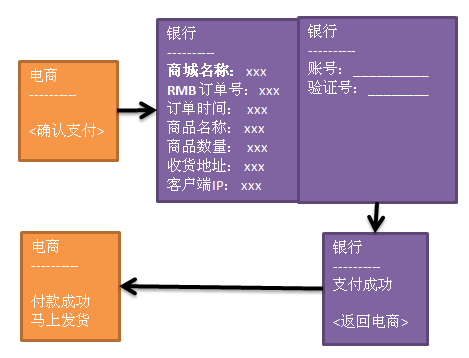 电商
----------
<确认支付>
银行
----------
商城名称： xxx
RMB 订单号： xxx
订单时间： xxx
商品名称： xxx
商品数量： xxx
收货地址： xxx
客户端IP： xxx
银行
----------
账号：__________
验证号：________
银行
----------
支付成功
<返回电商>
电商
----------
付款成功
马上发货